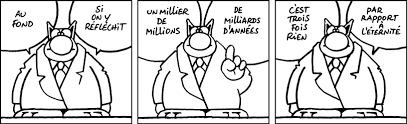 AU
FOND
SI
ON Y
RÉFLÉCHIT
UN MILLIER
DE
MILLIONS
DE
MILLIARDS
D'ANNÉES
C'EST
TROIS
FOIS
RIEN
PAR
RAPPORT
À
L'ÉTERNITÉ